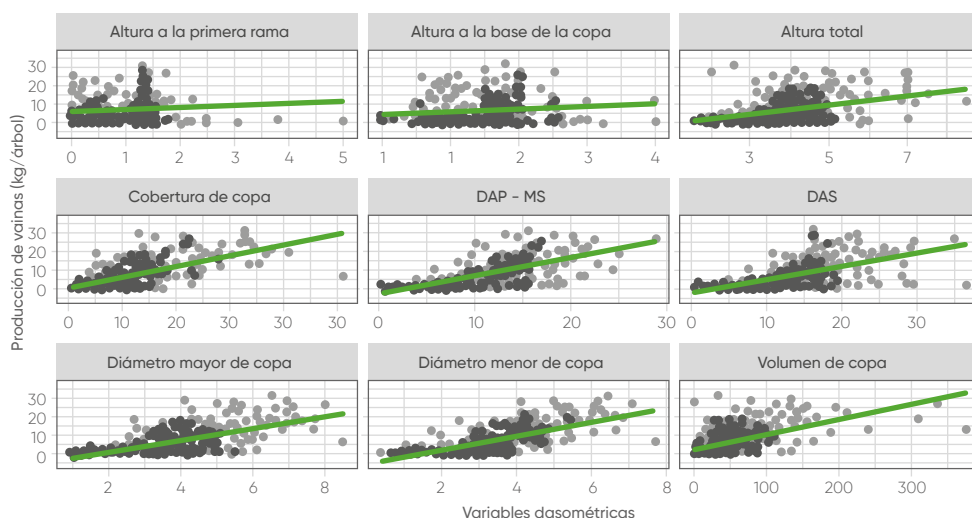 Altura a la primera rama
Altura a la base de la copa
Altura total
30
20
10
0
0 1 2 3 4 5
1 1 2 3 4
3 5 7
Cobertura de copa
DAP - MS
DAS
30
20
10
0
0 10 20 30 30 30
0 10 20 30
0 10 20 30
Diámetro mayor de copa
Diámetro menor de copa
Volumen de copa
30
20
10
0
2 4 6 8
2 4 6 8
0 100 200 300
Producción de vainas (kg/árbol)
Variables dasométricas